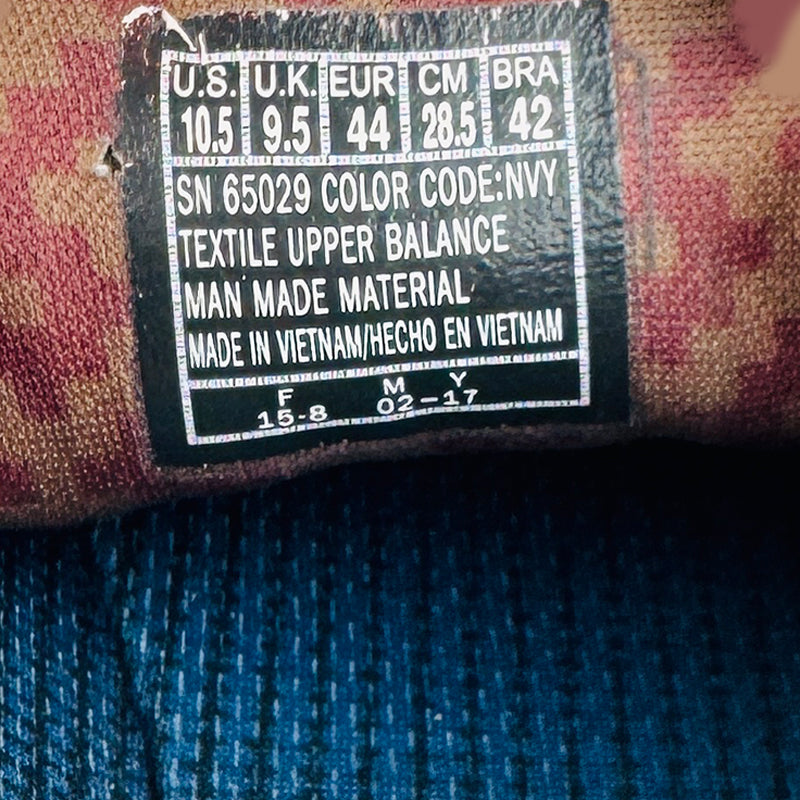 U.S. U.K. EUR CM BRA
10.5 9.5 44 28.5 42
SN 65029 COLOR CODE:NVY
TEXTILE UPPER BALANCE
MAN MADE MATERIAL
MADE IN VIETNAM/HECHO EN VIETNAM
F M Y
15-8 02-17